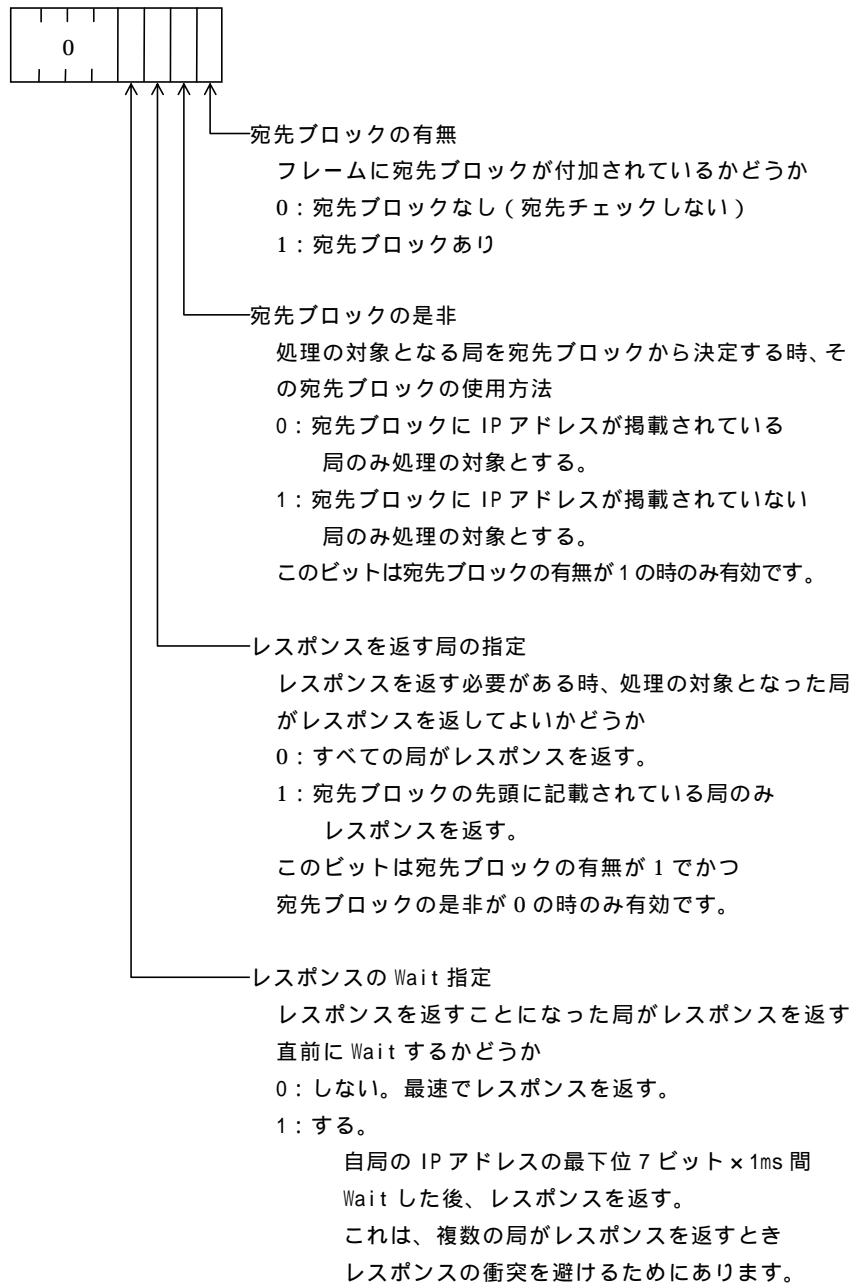 0
宛先ブロックの有無
フレームに宛先ブロックが付加されているかどうか
0：宛先ブロックなし（宛先チェックしない）
1：宛先ブロックあり
宛先ブロックの是非
処理の対象となる局を宛先ブロックから決定する時、そ
の宛先ブロックの使用方法
0：宛先ブロックに IP アドレスが掲載されている
局のみ処理の対象とする。
1：宛先ブロックに IP アドレスが掲載されていない
局のみ処理の対象とする。
このビットは宛先ブロックの有無が 1 の時のみ有効です。
レスポンスを返す局の指定
レスポンスを返す必要がある時、処理の対象となった局
がレスポンスを返してよいかどうか
0：すべての局がレスポンスを返す。
1：宛先ブロックの先頭に記載されている局のみ
レスポンスを返す。
このビットは宛先ブロックの有無が 1 でかつ
宛先ブロックの是非が 0 の時のみ有効です。
レスポンスの Wait 指定
レスポンスを返すことになった局がレスポンスを返す
直前に Wait するかどうか
0：しない。最速でレスポンスを返す。
1：する。
自局の IP アドレスの最下位 7 ビット×1ms 間
Wait した後、レスポンスを返す。
これは、複数の局がレスポンスを返すとき
レスポンスの衝突を避けるためにあります。